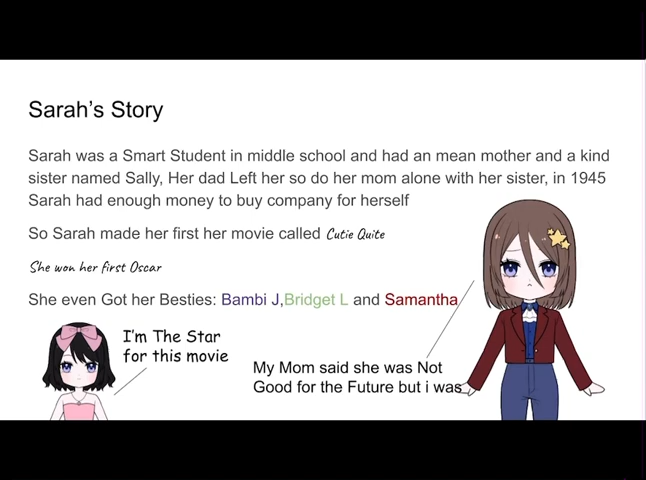 Sarah's Story
Sarah was a Smart Student in middle school and had an mean mother and a kind
sister named Sally, Her dad Left her so do her mom alone with her sister, in 1945
Sarah had enough money to buy company for herself
So Sarah made her first her movie called Cutie Quite
She won her first Oscar
She even Got her Besties: Bambi J,Bridget L and Samantha
I'm The Star
for this movie
My Mom said she was Not
Good for the Future but i was